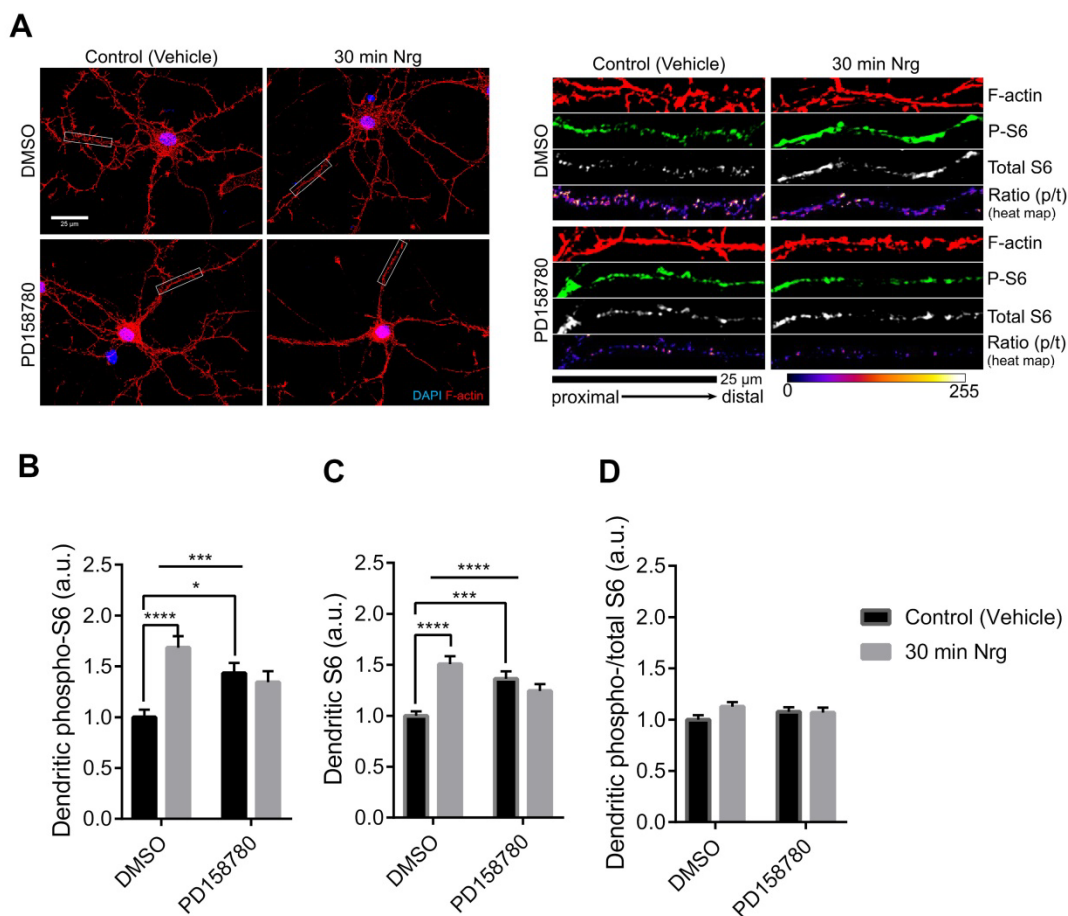 A
Control (Vehicle)
30 min Nrg
DMSO
25 µm
PD158780
DAPI F-actin
Control (Vehicle)
30 min Nrg
DMSO
F-actin
P-S6
Total S6
Ratio (p/t)
(heat map)
PD158780
F-actin
P-S6
Total S6
Ratio (p/t)
(heat map)
25 µm
proximal
distal
0
255
B
Dendritic phospho-S6 (a.u.)
2.5
2.0
1.5
1.0
0.5
0.0
***
*
****
DMSO
PD158780
C
Dendritic S6 (a.u.)
2.5
2.0
1.5
1.0
0.5
0.0
****
***
****
DMSO
PD158780
D
Dendritic phospho-/total S6 (a.u.)
2.5
2.0
1.5
1.0
0.5
0.0
DMSO
PD158780
Control (Vehicle)
30 min Nrg